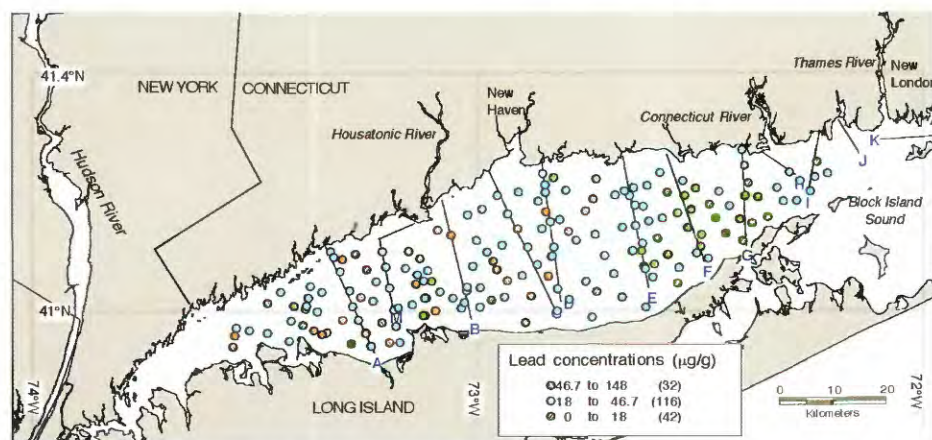 Thames River
New London
41.4°N
NEW YORK
CONNECTICUT
New Haven
Connecticut River
Housatonic River
K
J
Hudson River
H
I
Block Island Sound
G
F
E
D
C
41°N
M
B
A
Lead concentrations (µg/g)
46.7 to 148 (32)
18 to 46.7 (116)
0 to 18 (42)
LONG ISLAND
74°W
73°W
72°W
0 10 20
Kilometers